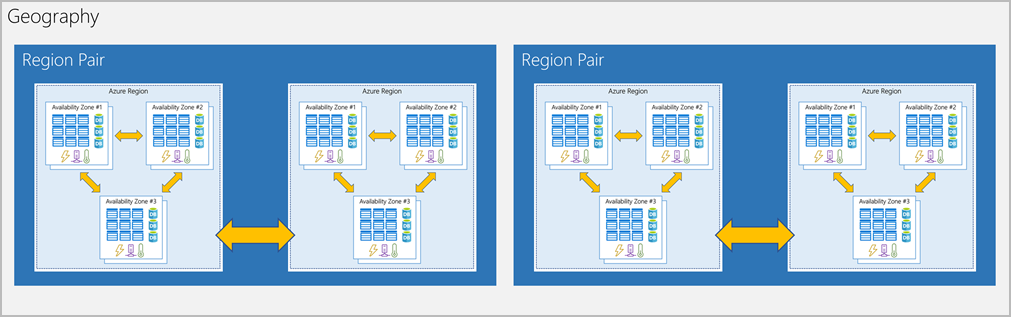 Geography
Region Pair
Azure Region
Availability Zone #1
Availability Zone #2
DB
DB
DB
DB
DB
DB
Availability Zone #3
DB
DB
DB
Azure Region
Availability Zone #1
Availability Zone #2
DB
DB
DB
DB
DB
DB
Availability Zone #3
DB
DB
DB
Region Pair
Azure Region
Availability Zone #1
Availability Zone #2
DB
DB
DB
DB
DB
DB
Availability Zone #3
DB
DB
DB
Azure Region
Availability Zone #1
Availability Zone #2
DB
DB
DB
DB
DB
DB
Availability Zone #3
DB
DB
DB